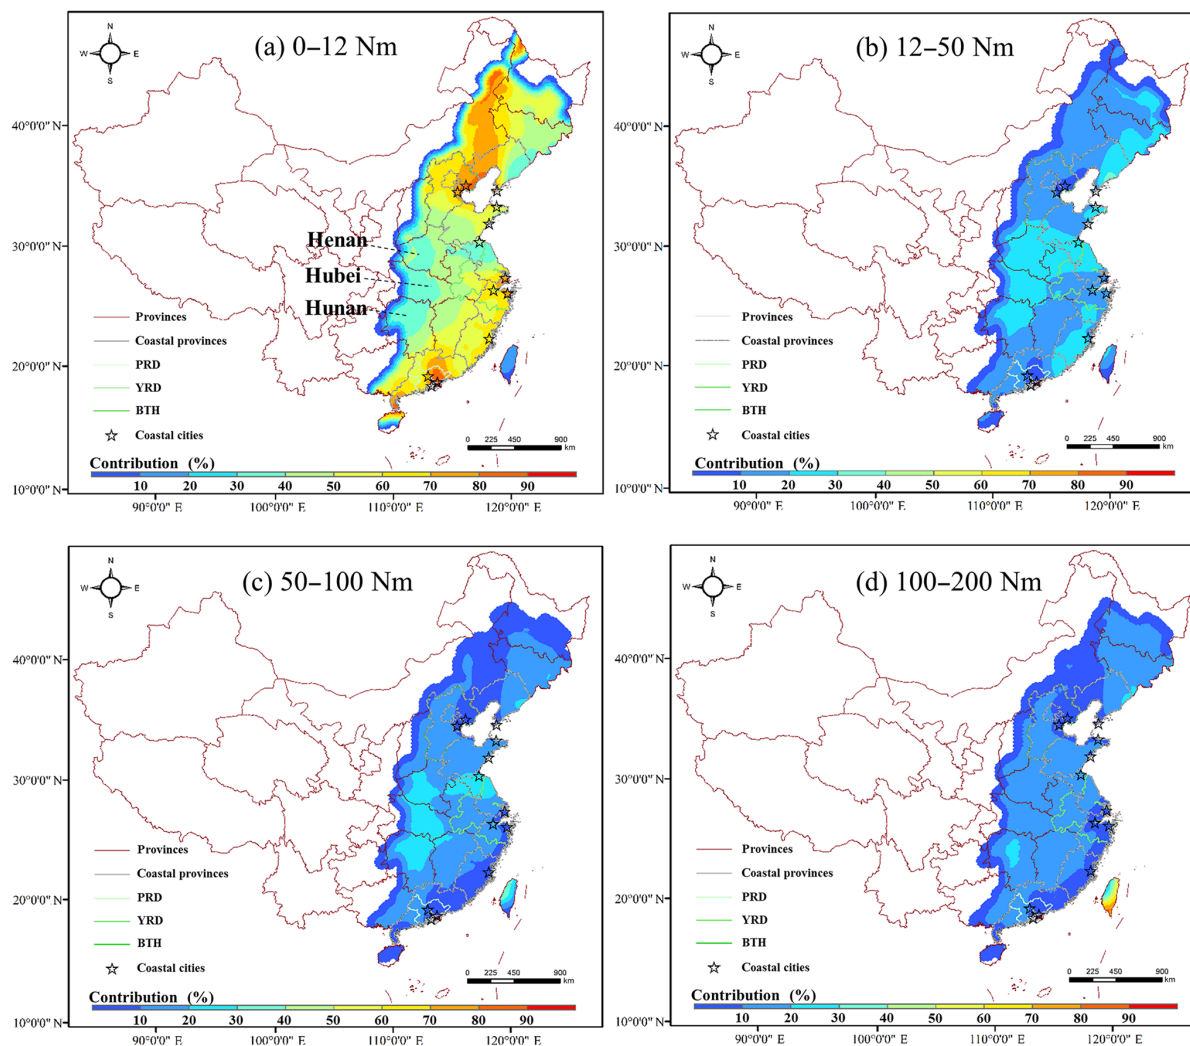 (a) 0–12 Nm
N
W E
S
40°0'0" N
30°0'0" N
20°0'0" N
10°0'0" N
Henan
Hubei
Hunan
Provinces
Coastal provinces
PRD
YRD
BTH
Coastal cities
0 225 450 900
km
Contribution (%)
10 20 30 40 50 60 70 80 90
90°0'0" E 100°0'0" E 110°0'0" E 120°0'0" E
(b) 12–50 Nm
N
W E
S
40°0'0" N
30°0'0" N
20°0'0" N
10°0'0" N
Provinces
Coastal provinces
PRD
YRD
BTH
Coastal cities
0 225 450 900
km
Contribution (%)
10 20 30 40 50 60 70 80 90
90°0'0" E 100°0'0" E 110°0'0" E 120°0'0" E
(c) 50–100 Nm
N
W E
S
40°0'0" N
30°0'0" N
20°0'0" N
10°0'0" N
Provinces
Coastal provinces
PRD
YRD
BTH
Coastal cities
0 225 450 900
km
Contribution (%)
10 20 30 40 50 60 70 80 90
90°0'0" E 100°0'0" E 110°0'0" E 120°0'0" E
(d) 100–200 Nm
N
W E
S
40°0'0" N
30°0'0" N
20°0'0" N
10°0'0" N
Provinces
Coastal provinces
PRD
YRD
BTH
Coastal cities
0 225 450 900
km
Contribution (%)
10 20 30 40 50 60 70 80 90
90°0'0" E 100°0'0" E 110°0'0" E 120°0'0" E